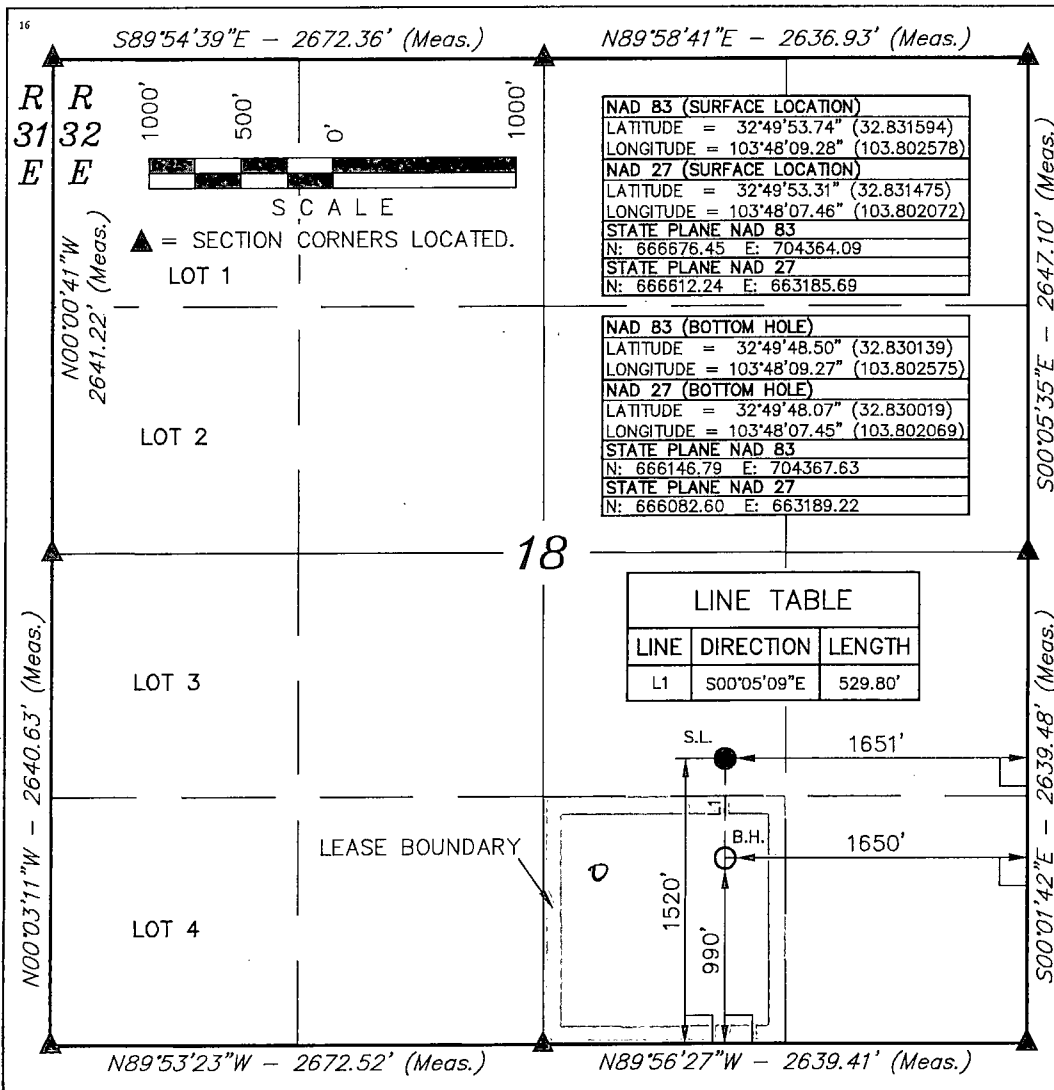 16
S89°54'39"E – 2672.36' (Meas.)
N89°58'41"E – 2636.93' (Meas.)
R R
31 32
E E
1000'
500'
0'
1000'
SCALE
▲ = SECTION CORNERS LOCATED.
LOT 1
N00°00'41"W
2641.22' (Meas.)
NAD 83 (SURFACE LOCATION)
LATITUDE = 32°49'53.74" (32.831594)
LONGITUDE = 103°48'09.28" (103.802578)
NAD 27 (SURFACE LOCATION)
LATITUDE = 32°49'53.31" (32.831475)
LONGITUDE = 103°48'07.46" (103.802072)
STATE PLANE NAD 83
N: 666676.45 E: 704364.09
STATE PLANE NAD 27
N: 666612.24 E: 663185.69
S00°05'35"E – 2647.10' (Meas.)
NAD 83 (BOTTOM HOLE)
LATITUDE = 32°49'48.50" (32.830139)
LONGITUDE = 103°48'09.27" (103.802575)
NAD 27 (BOTTOM HOLE)
LATITUDE = 32°49'48.07" (32.830019)
LONGITUDE = 103°48'07.45" (103.802069)
STATE PLANE NAD 83
N: 666146.79 E: 704367.63
STATE PLANE NAD 27
N: 666082.60 E: 663189.22
LOT 2
18
LINE TABLE
LINE DIRECTION LENGTH
L1 S00°05'09"E 529.80'
LOT 3
N00°03'11"W – 2640.63' (Meas.)
S.L.
1651'
S00°01'42"E – 2639.48' (Meas.)
L1
B.H.
1650'
LEASE BOUNDARY
O
1520'
990'
LOT 4
N89°53'23"W – 2672.52' (Meas.)
N89°56'27"W – 2639.41' (Meas.)